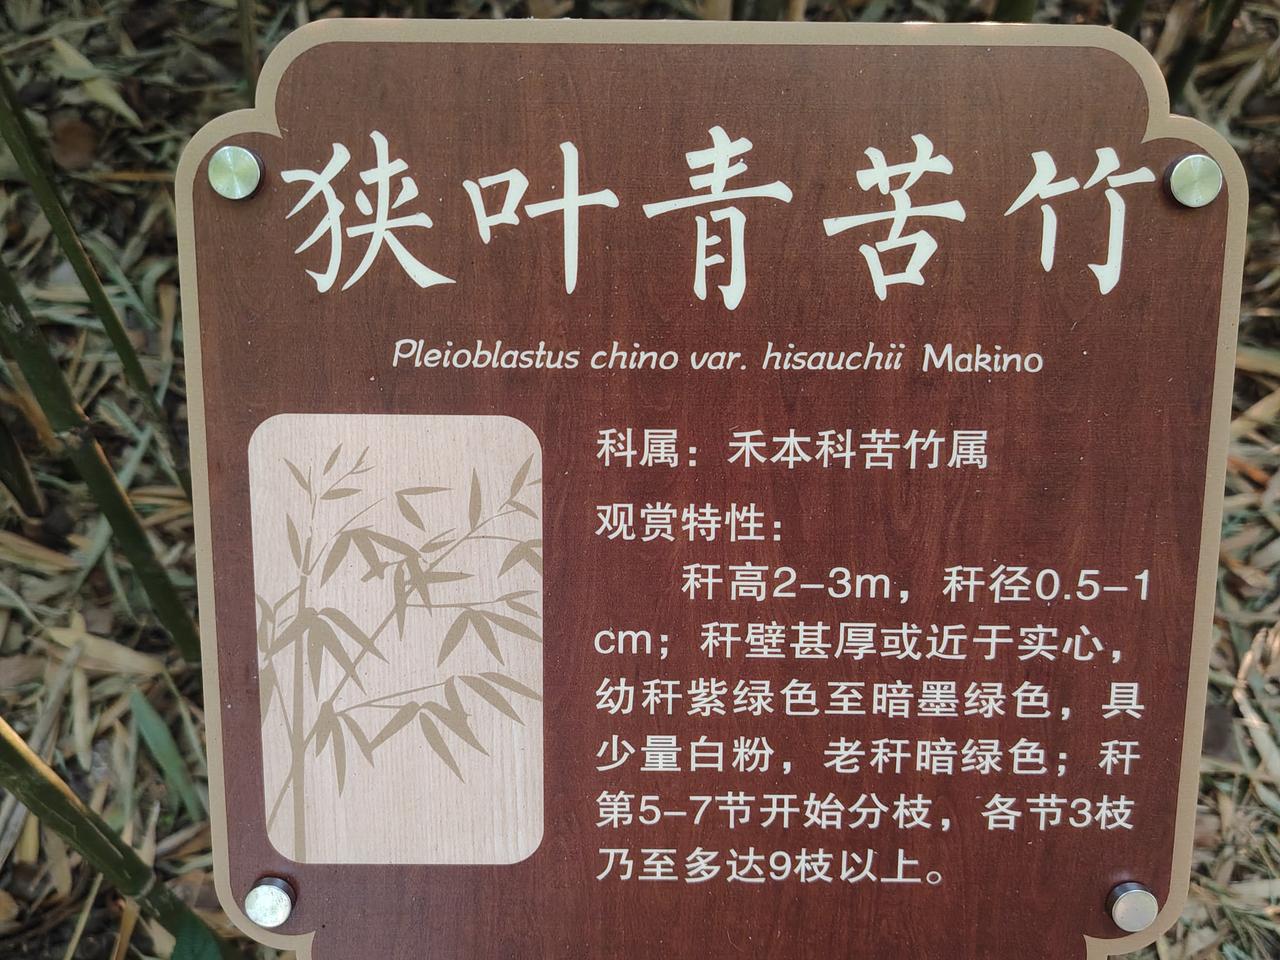 狭叶青苦竹
Pleioblastus chino var. hisauchii Makino
科属：禾本科苦竹属
观赏特性：
秆高2-3m，秆径0.5-1
cm；秆壁甚厚或近于实心，
幼秆紫绿色至暗墨绿色，具
少量白粉，老秆暗绿色；秆
第5-7节开始分枝，各节3枝
乃至多达9枝以上。